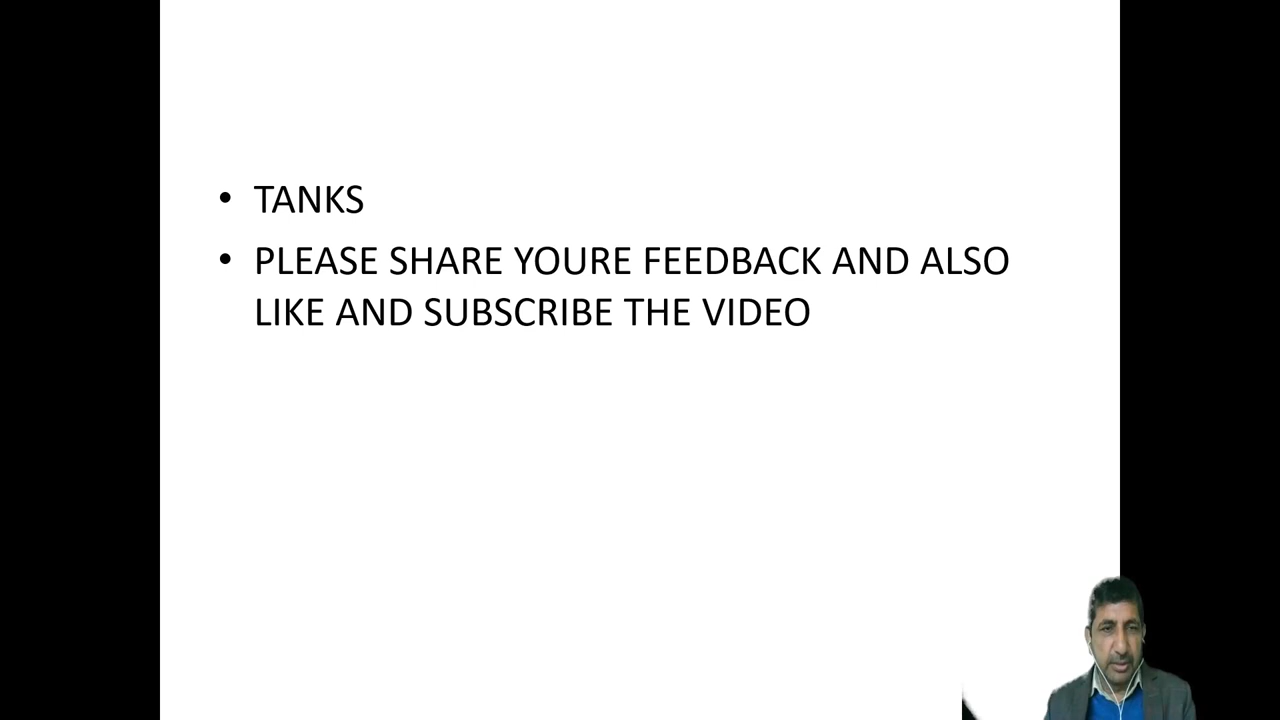 • TANKS
• PLEASE SHARE YOURE FEEDBACK AND ALSO
LIKE AND SUBSCRIBE THE VIDEO